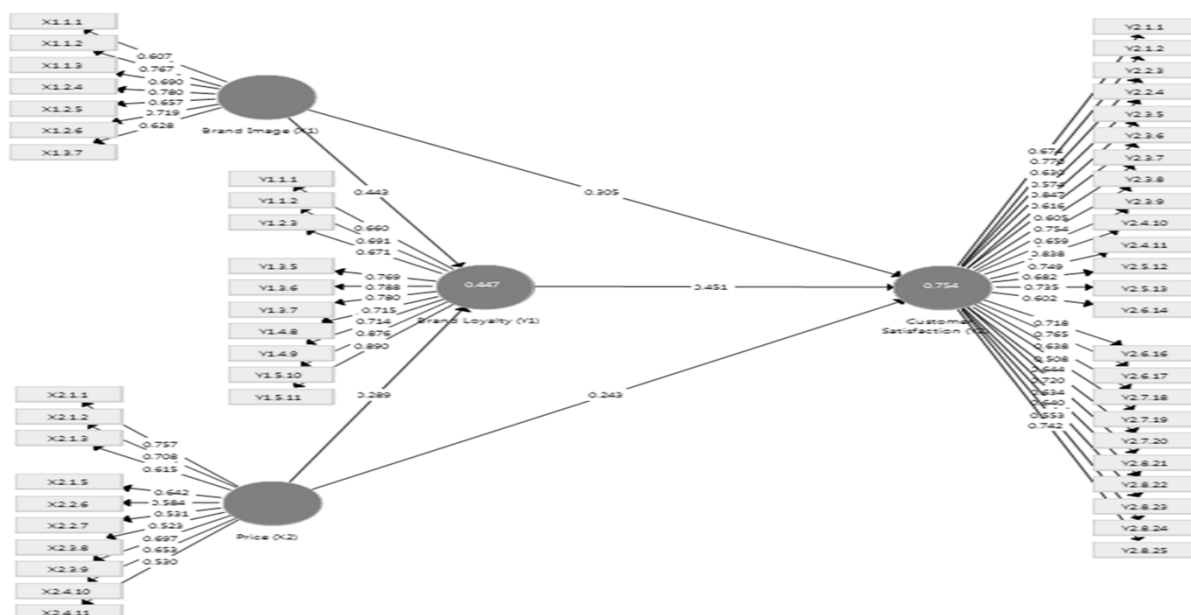 X1.1.1
X1.1.2
X1.1.3
X1.2.4
X1.2.5
X1.2.6
X1.3.7
0.607
0.767
0.690
0.780
0.657
0.719
0.628
Brand Image (X1)
0.443
0.305
Y1.1.1
Y1.1.2
Y1.2.3
Y1.3.5
Y1.3.6
Y1.3.7
Y1.4.8
Y1.4.9
Y1.5.10
Y1.5.11
0.660
0.691
0.671
0.769
0.788
0.780
0.715
0.714
0.876
0.890
0.447
Brand Loyalty (Y1)
0.451
0.289
0.243
X2.1.1
X2.1.2
X2.1.3
X2.1.5
X2.2.6
X2.2.7
X2.3.8
X2.3.9
X2.4.10
X2.4.11
0.757
0.708
0.615
0.642
0.584
0.531
0.523
0.697
0.653
0.530
Price (X2)
0.754
Customer
Satisfaction
0.674
0.770
0.574
0.847
0.616
0.605
0.754
0.659
0.838
0.749
0.682
0.735
0.602
0.718
0.765
0.638
0.508
0.644
0.720
0.634
0.640
0.553
0.742
Y2.1.1
Y2.1.2
Y2.2.3
Y2.2.4
Y2.3.5
Y2.3.6
Y2.3.7
Y2.3.8
Y2.3.9
Y2.4.10
Y2.4.11
Y2.5.12
Y2.5.13
Y2.6.14
Y2.6.16
Y2.6.17
Y2.7.18
Y2.7.19
Y2.7.20
Y2.8.21
Y2.8.22
Y2.8.23
Y2.8.24
Y2.8.25